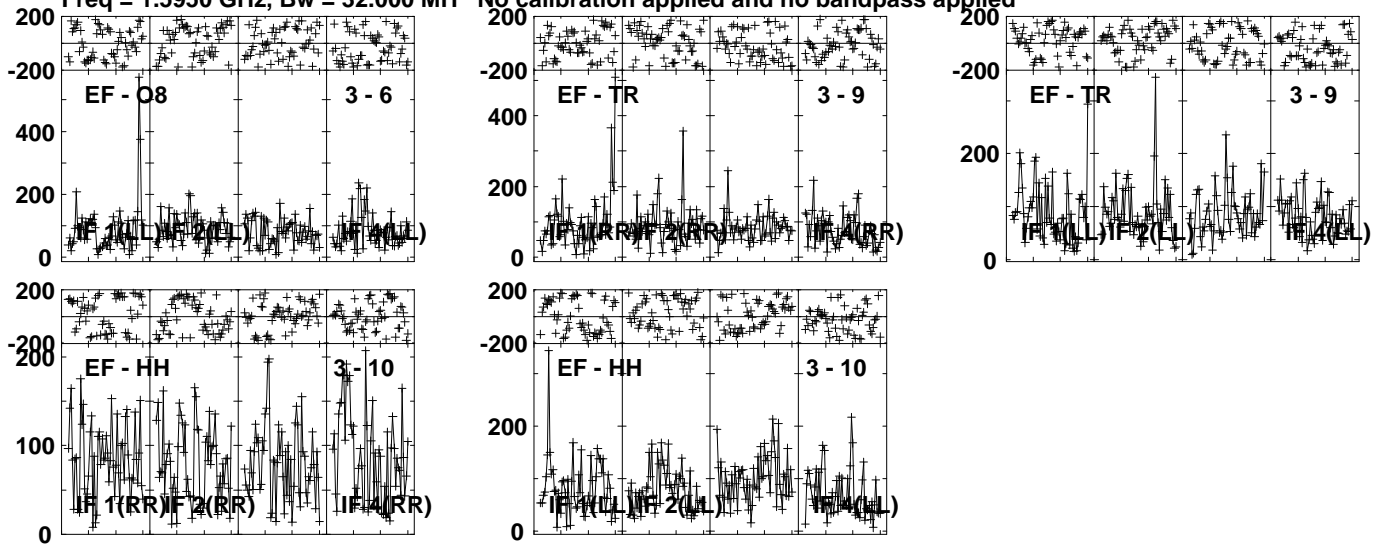 Freq = 1.5950 GHz, Bw = 32.000 MH No calibration applied and no bandpass applied
200
-200
EF - O8
3 - 6
400
200
0
IF 1(LL)
IF 2(LL)
IF 4(LL)
200
-200
EF - TR
3 - 9
400
200
0
IF 1(RR)
IF 2(RR)
IF 4(RR)
200
-200
EF - TR
3 - 9
200
0
IF 1(LL)
IF 2(LL)
IF 4(LL)
200
-200
200
EF - HH
3 - 10
100
0
IF 1(RR)
IF 2(RR)
IF 4(RR)
200
-200
EF - HH
3 - 10
200
0
IF 1(LL)
IF 2(LL)
IF 4(LL)